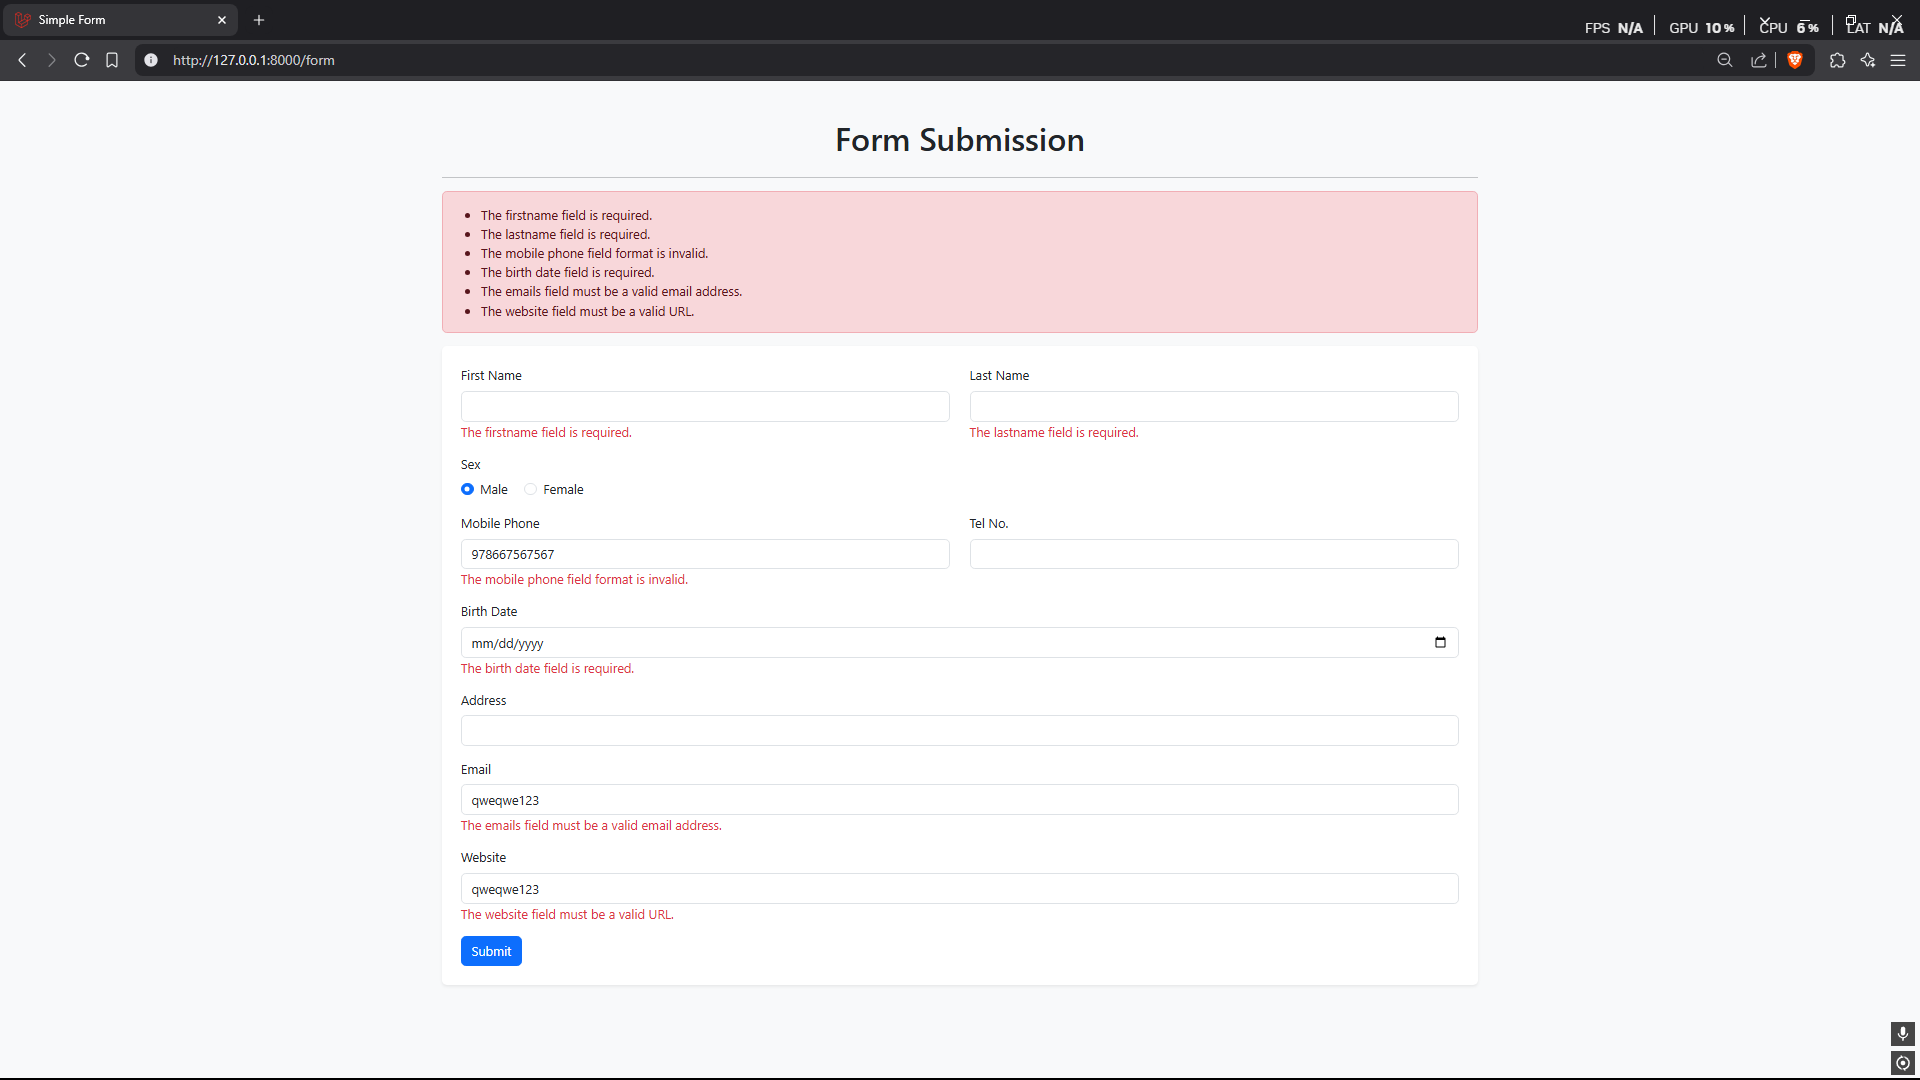 Simple Form
FPS N/A GPU 10% CPU 6% LAT N/A
http://127.0.0.1:8000/form
Form Submission
The firstname field is required.
The lastname field is required.
The mobile phone field format is invalid.
The birth date field is required.
The emails field must be a valid email address.
The website field must be a valid URL.
First Name Last Name
The firstname field is required. The lastname field is required.
Sex
Male Female
Mobile Phone Tel No.
978667567567
The mobile phone field format is invalid.
Birth Date
mm/dd/yyyy
The birth date field is required.
Address
Email
qweqwe123
The emails field must be a valid email address.
Website
qweqwe123
The website field must be a valid URL.
Submit